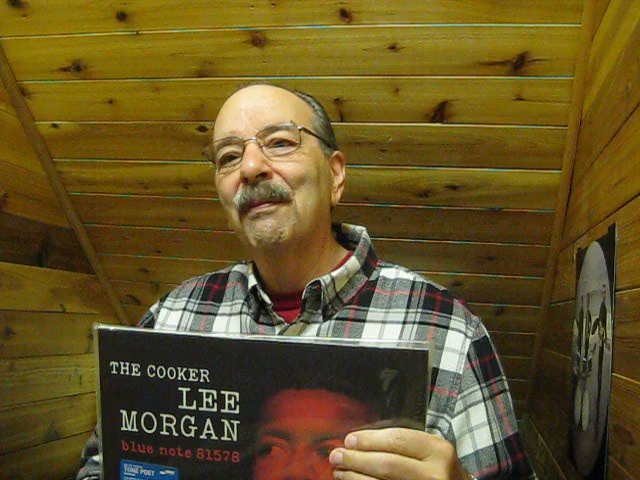 THE COOKER
LEE
MORGAN
blue note 81578
TONE POET